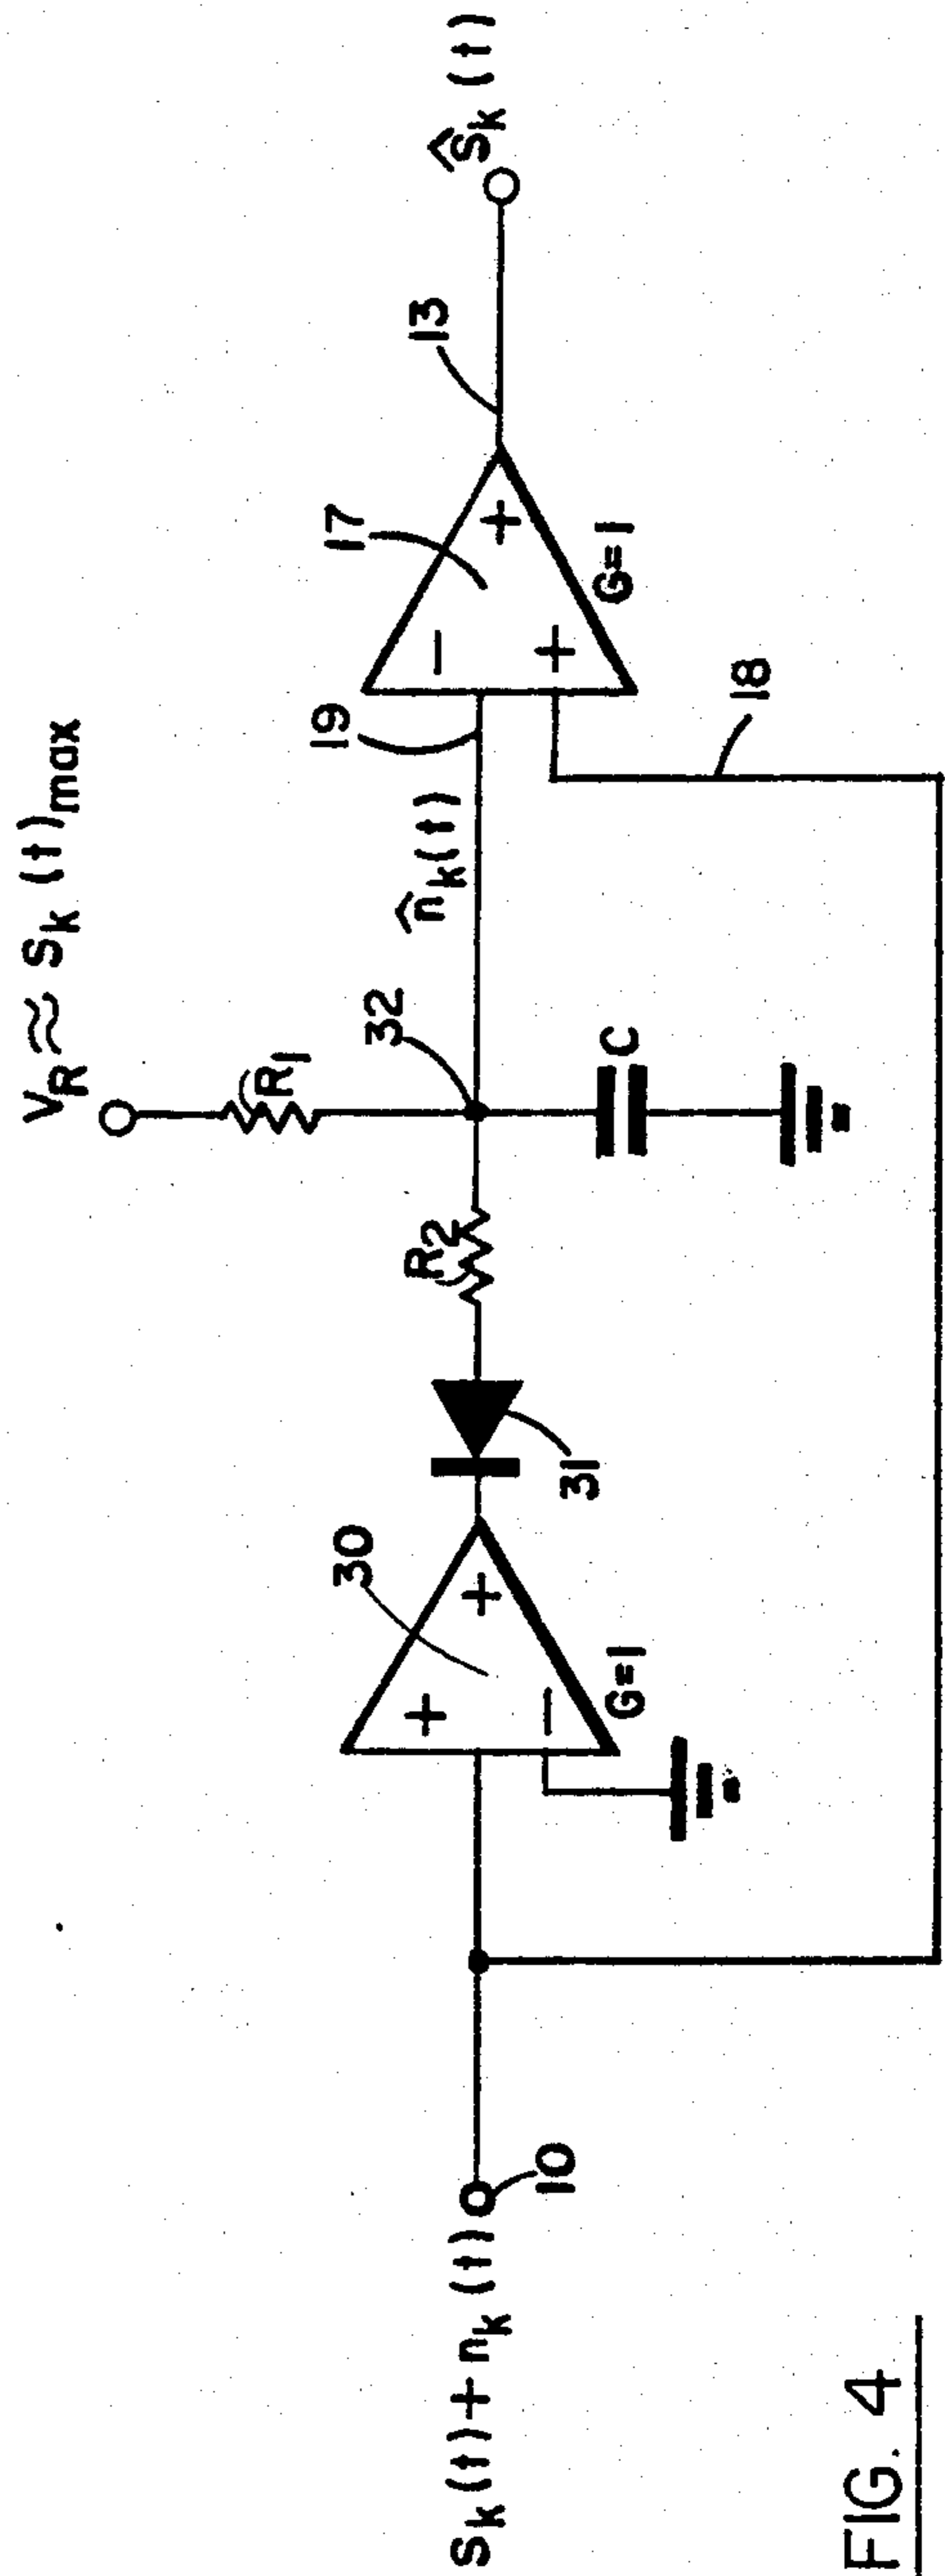 V_R ≈ S_k (t)_max
R_1
32
n̂_k(t)
19
17
13
Ŝ_k (t)
30
31
R_2
C
+
−
+
G=1
−
+
+
G=1
18
S_k (t) + n_k (t)
10
FIG. 4